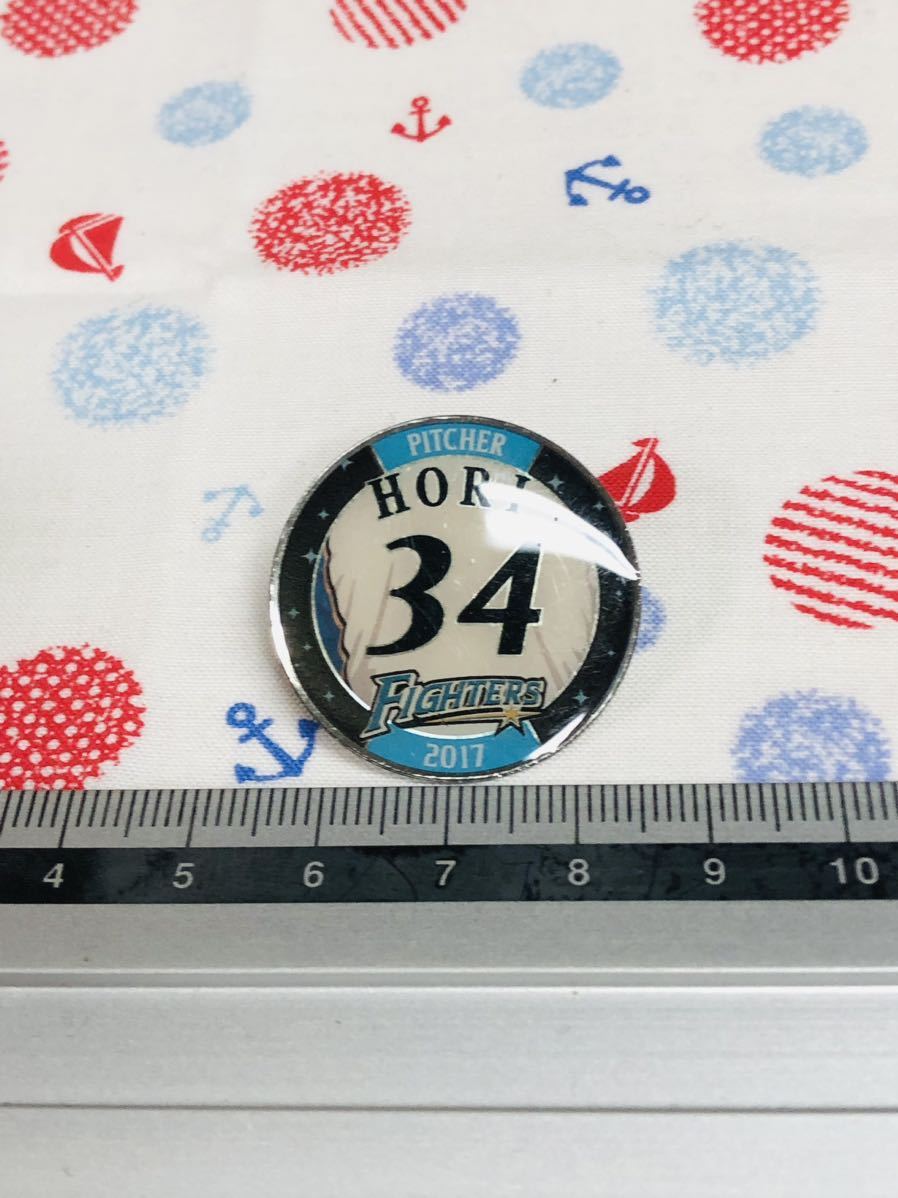 PITCHER
HORI
34
FIGHTERS
2017
4 5 6 7 8 9 10